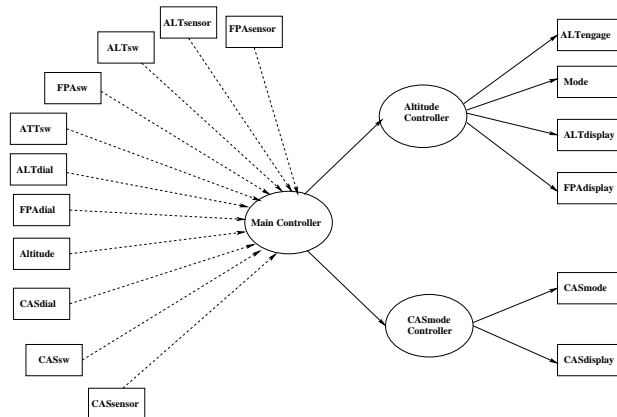 ALTsensor
FPAsensor
ALTsw
FPAsw
ATTsw
ALTdial
FPAdial
Altitude
CASdial
CASsw
CASsensor
Main Controller
Altitude
Controller
CASmode
Controller
ALTengage
Mode
ALTdisplay
FPAdisplay
CASmode
CASdisplay